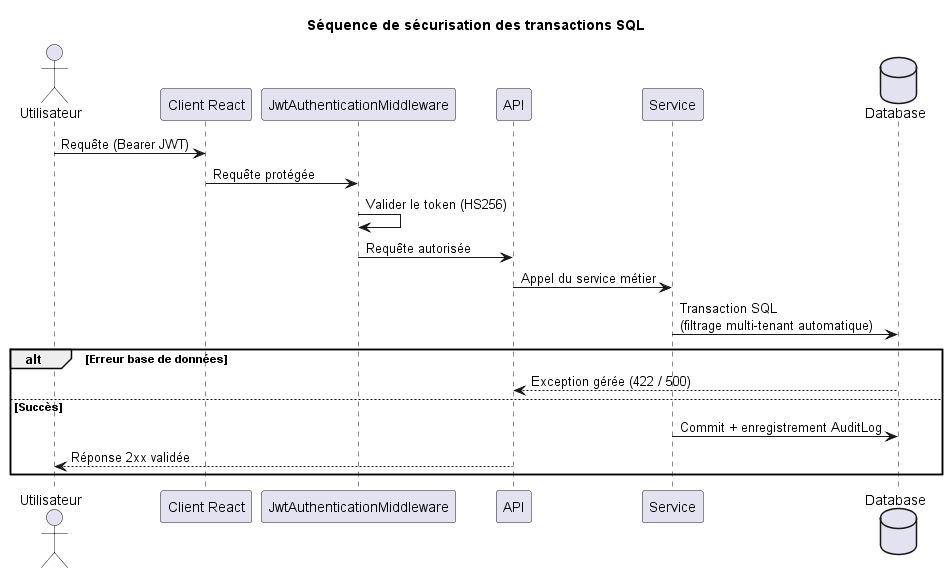 Séquence de sécurisation des transactions SQL
Utilisateur
Client React
JwtAuthenticationMiddleware
API
Service
Database
Requête (Bearer JWT)
Requête protégée
Valider le token (HS256)
Requête autorisée
Appel du service métier
Transaction SQL
(filtrage multi-tenant automatique)
alt
[Erreur base de données]
Exception gérée (422 / 500)
[Succès]
Commit + enregistrement AuditLog
Réponse 2xx validée
Utilisateur
Client React
JwtAuthenticationMiddleware
API
Service
Database